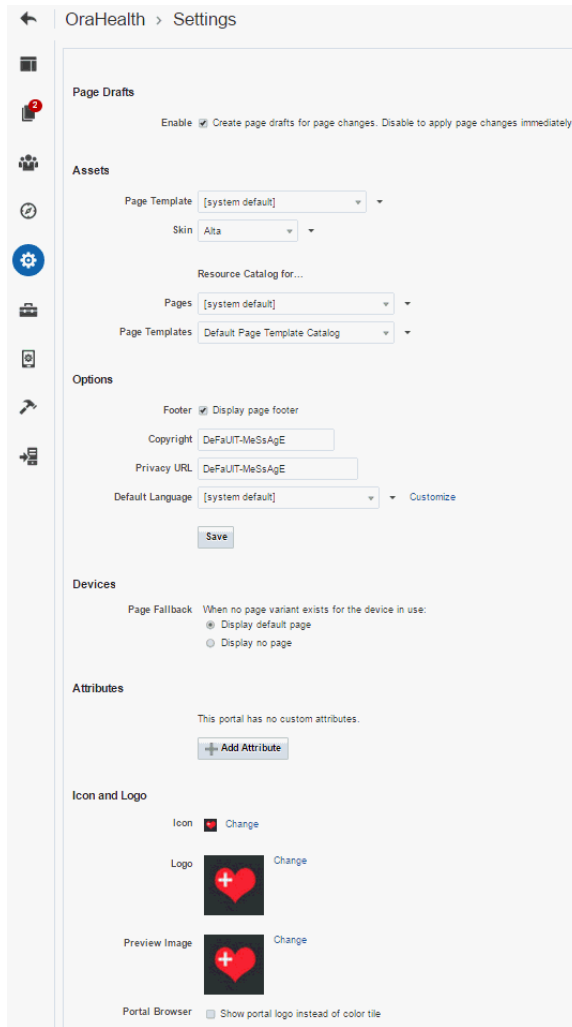 OraHealth > Settings
2
Page Drafts
Enable Create page drafts for page changes. Disable to apply page changes immediately
Assets
Page Template [system default]
Skin Alta
Resource Catalog for...
Pages [system default]
Page Templates Default Page Template Catalog
Options
Footer Display page footer
Copyright DeFaUlT-MeSsAgE
Privacy URL DeFaUlT-MeSsAgE
Default Language [system default] Customize
Save
Devices
Page Fallback When no page variant exists for the device in use:
Display default page
Display no page
Attributes
This portal has no custom attributes.
Add Attribute
Icon and Logo
Icon Change
Logo Change
Preview Image Change
Portal Browser Show portal logo instead of color tile